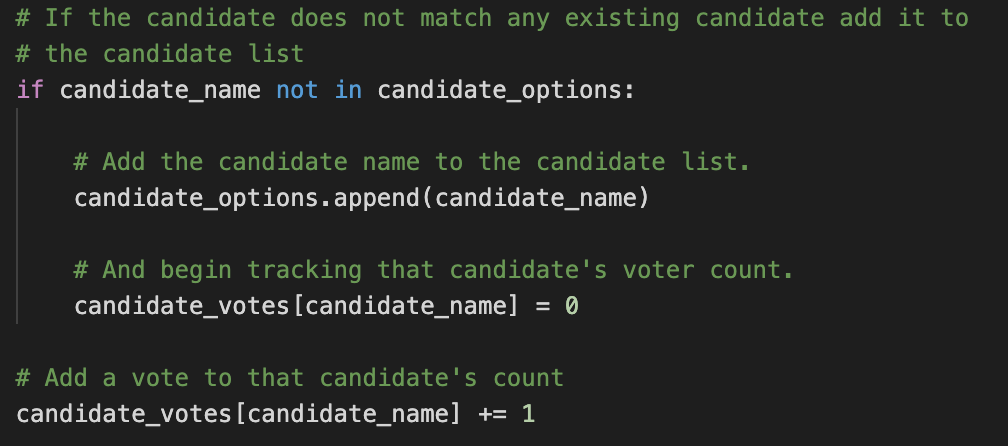 # If the candidate does not match any existing candidate add it to
# the candidate list
if candidate_name not in candidate_options:
# Add the candidate name to the candidate list.
candidate_options.append(candidate_name)
# And begin tracking that candidate's voter count.
candidate_votes[candidate_name] = 0
# Add a vote to that candidate's count
candidate_votes[candidate_name] += 1